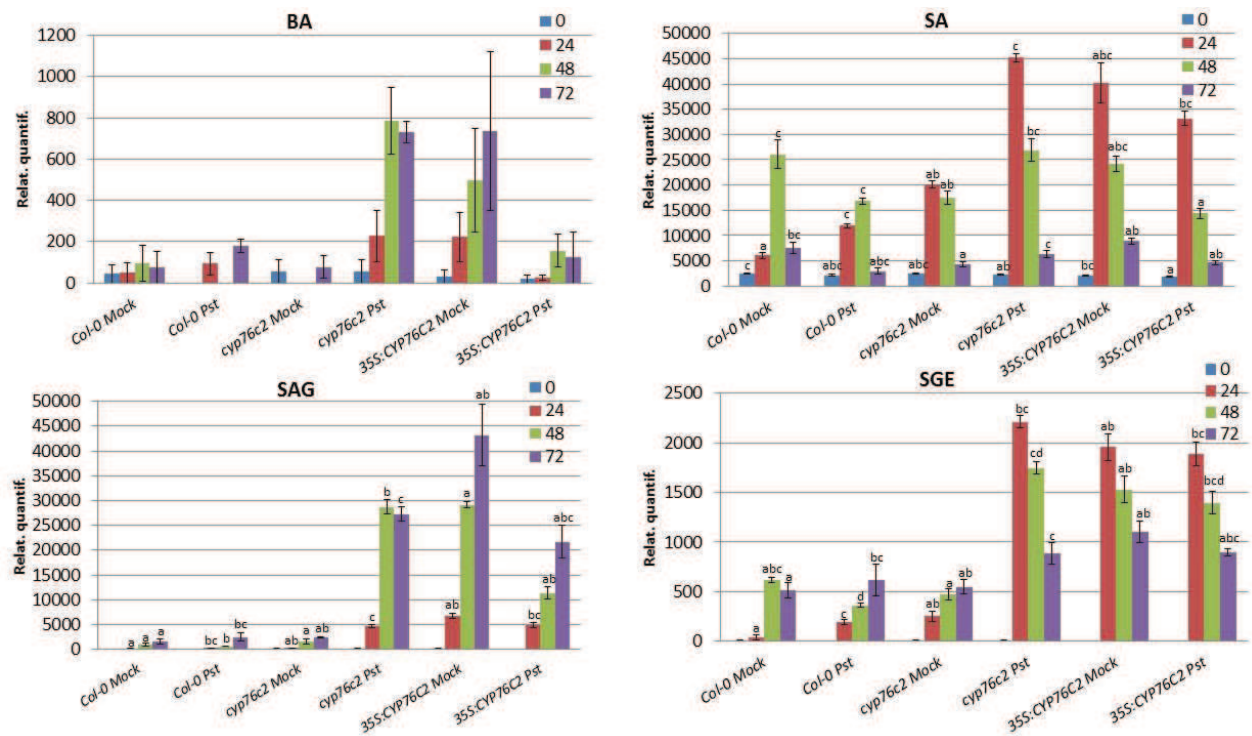 BA
Relat. quantif.
1200
1000
800
600
400
200
0
0
24
48
72
Col-0 Mock
Col-0 Pst
cyp76c2 Mock
cyp76c2 Pst
35S:CYP76C2 Mock
35S:CYP76C2 Pst
SA
Relat. quantif.
50000
45000
40000
35000
30000
25000
20000
15000
10000
5000
0
0
24
48
72
c a c bc
abc c c abc
abc ab ab a
ab c bc c
bc abc abc ab
a bc a ab
Col-0 Mock
Col-0 Pst
cyp76c2 Mock
cyp76c2 Pst
35S:CYP76C2 Mock
35S:CYP76C2 Pst
SAG
Relat. quantif.
50000
45000
40000
35000
30000
25000
20000
15000
10000
5000
0
0
24
48
72
a a a
bc b bc
ab a ab
c b c
ab a ab
bc ab abc
Col-0 Mock
Col-0 Pst
cyp76c2 Mock
cyp76c2 Pst
35S:CYP76C2 Mock
35S:CYP76C2 Pst
SGE
Relat. quantif.
2500
2000
1500
1000
500
0
0
24
48
72
a abc a
c d bc
ab a ab
bc cd c
ab ab ab
bc bcd abc
Col-0 Mock
Col-0 Pst
cyp76c2 Mock
cyp76c2 Pst
35S:CYP76C2 Mock
35S:CYP76C2 Pst